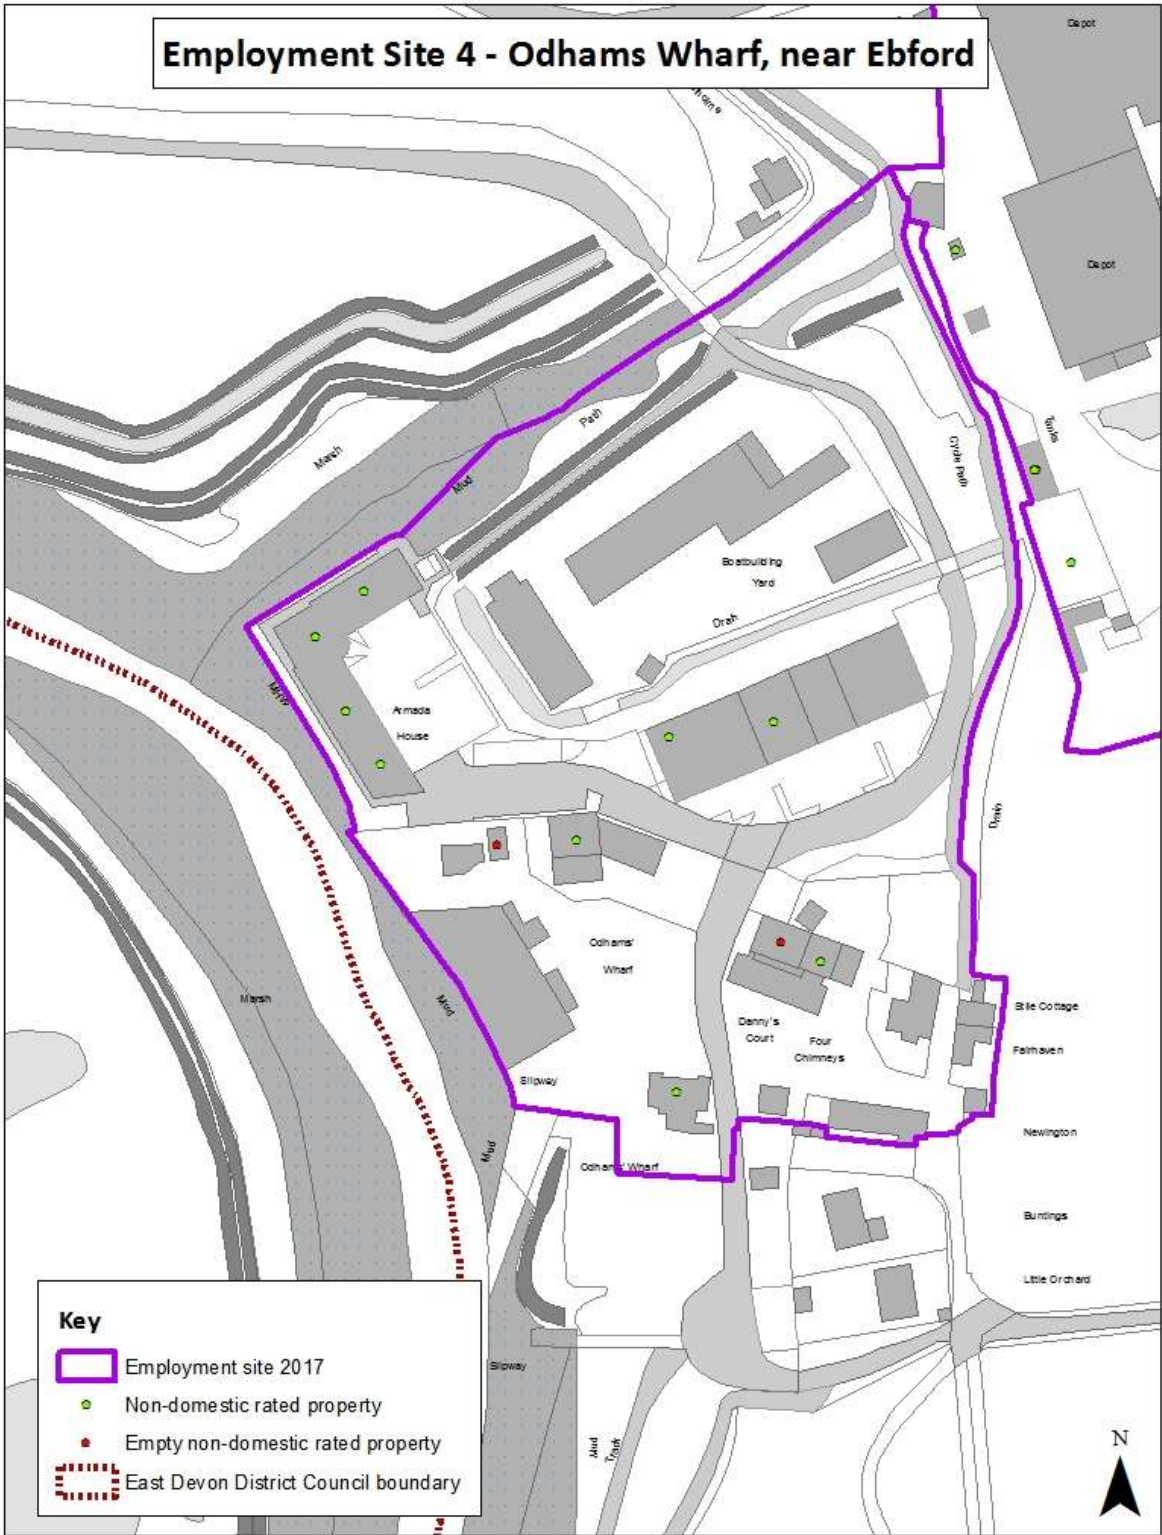 Employment Site 4 - Odhams Wharf, near Ebford
Depot
Depot
Tanks
Cycle Path
Path
Marsh
Mud
Boatbuilding
Yard
Drain
MHW
Armada
House
Drain
Odhams'
Wharf
Marsh
Mud
Danny's
Court
Four
Chimneys
Stile Cottage
Fairhaven
Slipway
Newington
Mud
Odhams' Wharf
Buntings
Little Orchard
Slipway
Mud
Track
Key
Employment site 2017
Non-domestic rated property
Empty non-domestic rated property
East Devon District Council boundary
N